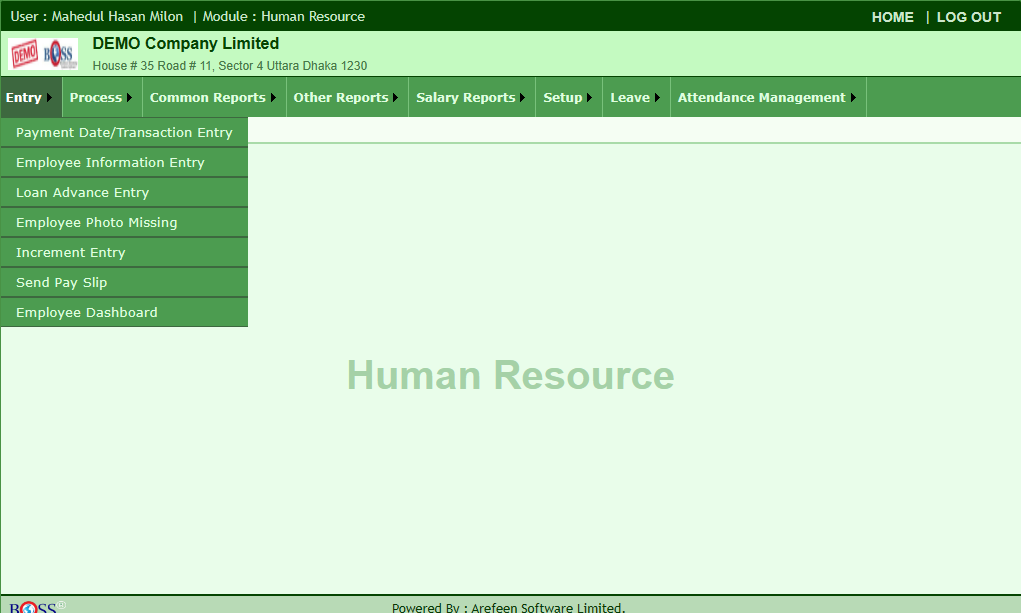 User : Mahedul Hasan Milon | Module : Human Resource
HOME | LOG OUT
DEMO BOSS
DEMO Company Limited
House # 35 Road # 11, Sector 4 Uttara Dhaka 1230
Entry Process Common Reports Other Reports Salary Reports Setup Leave Attendance Management
Payment Date/Transaction Entry
Employee Information Entry
Loan Advance Entry
Employee Photo Missing
Increment Entry
Send Pay Slip
Employee Dashboard
Human Resource
BOSS®
Powered By : Arefeen Software Limited.